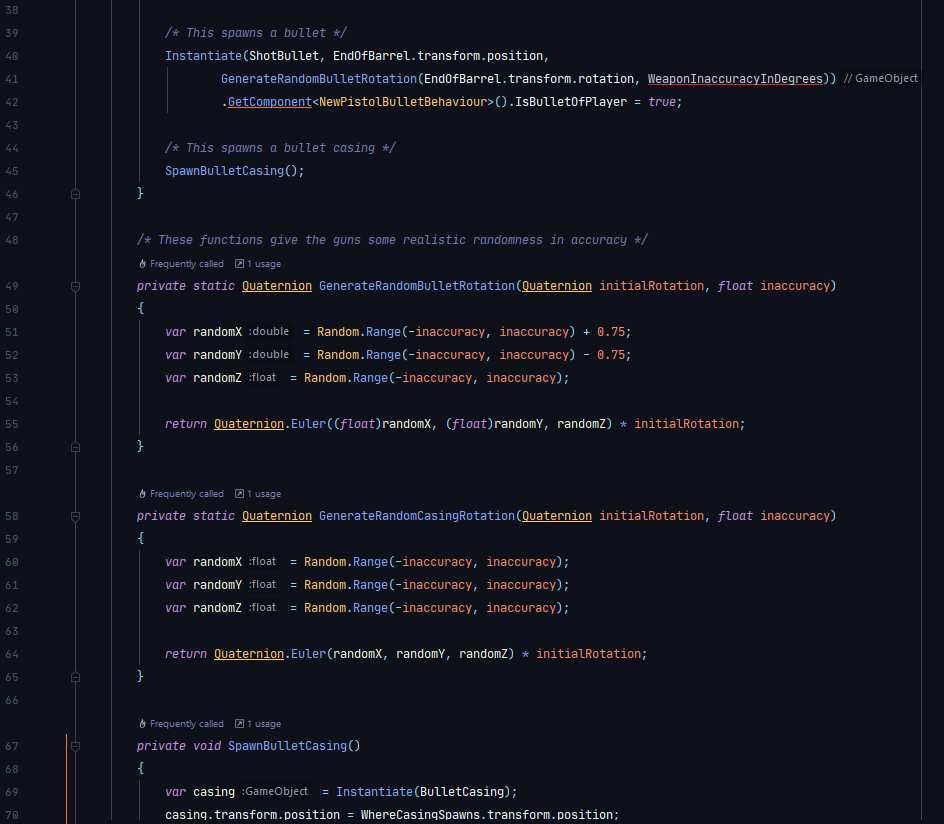 38
39 /* This spawns a bullet */
40 Instantiate(ShotBullet, EndOfBarrel.transform.position,
41 GenerateRandomBulletRotation(EndOfBarrel.transform.rotation, WeaponInaccuracyInDegrees)) // GameObject
42 .GetComponent<NewPistolBulletBehaviour>().IsBulletOfPlayer = true;
43
44 /* This spawns a bullet casing */
45 SpawnBulletCasing();
46 }
47
48 /* These functions give the guns some realistic randomness in accuracy */
Frequently called 1 usage
49 private static Quaternion GenerateRandomBulletRotation(Quaternion initialRotation, float inaccuracy)
50 {
51 var randomX :double = Random.Range(-inaccuracy, inaccuracy) + 0.75;
52 var randomY :double = Random.Range(-inaccuracy, inaccuracy) - 0.75;
53 var randomZ :float = Random.Range(-inaccuracy, inaccuracy);
54
55 return Quaternion.Euler((float)randomX, (float)randomY, randomZ) * initialRotation;
56 }
57
Frequently called 1 usage
58 private static Quaternion GenerateRandomCasingRotation(Quaternion initialRotation, float inaccuracy)
59 {
60 var randomX :float = Random.Range(-inaccuracy, inaccuracy);
61 var randomY :float = Random.Range(-inaccuracy, inaccuracy);
62 var randomZ :float = Random.Range(-inaccuracy, inaccuracy);
63
64 return Quaternion.Euler(randomX, randomY, randomZ) * initialRotation;
65 }
66
Frequently called 1 usage
67 private void SpawnBulletCasing()
68 {
69 var casing :GameObject = Instantiate(BulletCasing);
70 casing.transform.position = WhereCasingSpawns.transform.position;